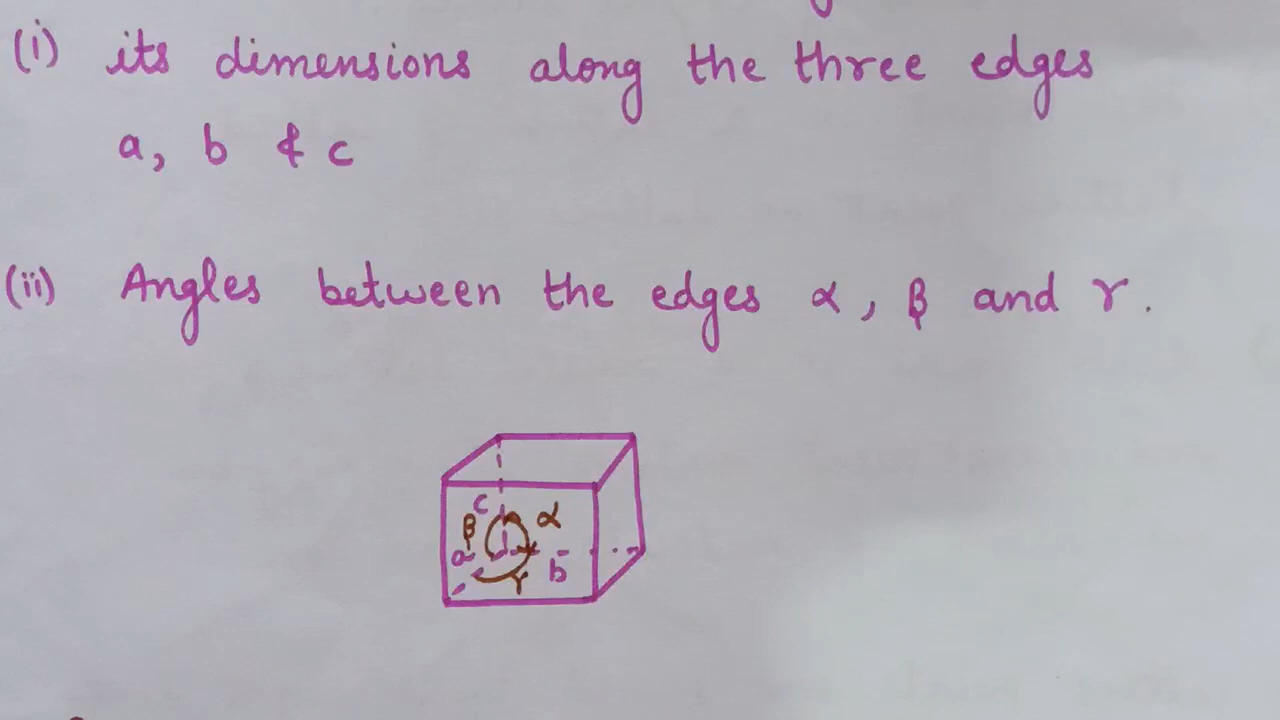 (i) its dimensions along the three edges
a, b & c
(ii) Angles between the edges α, β and γ.
c
β α
a b
γ